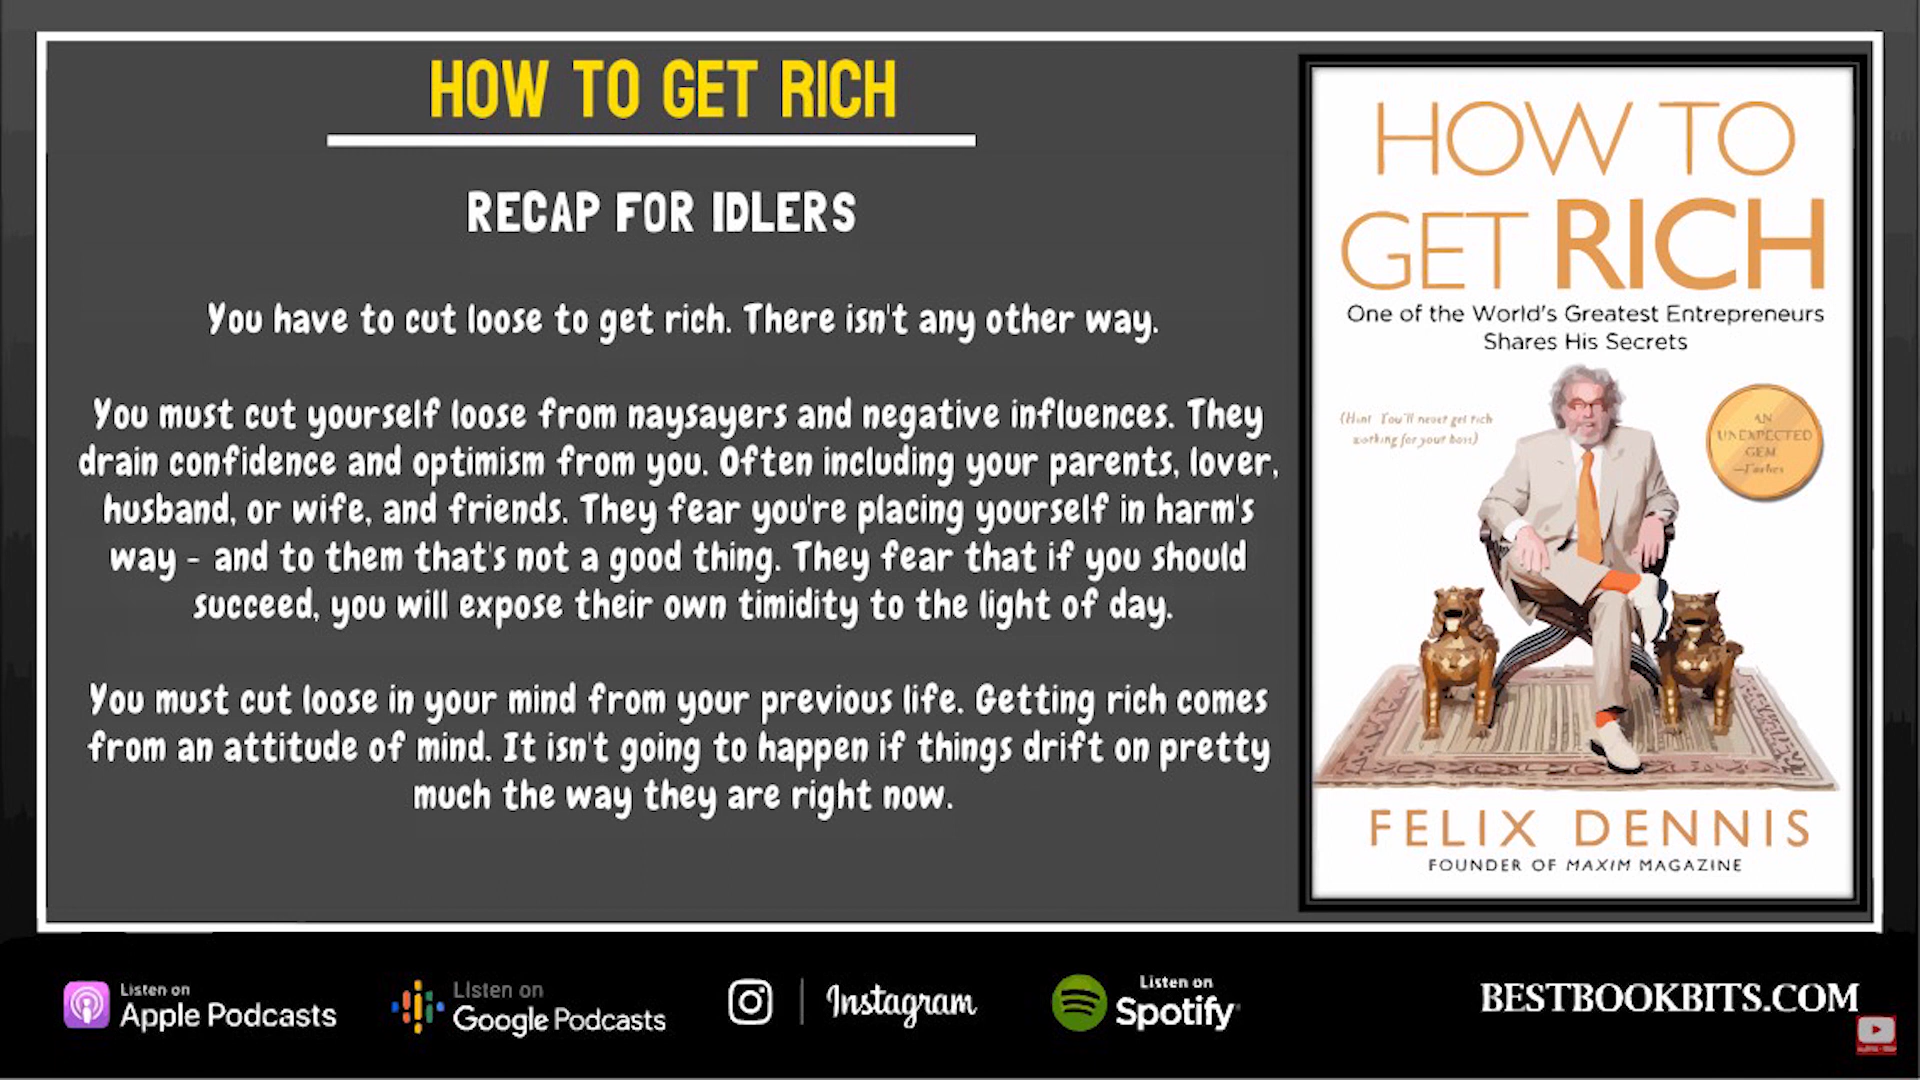 HOW TO GET RICH
RECAP FOR IDLERS
You have to cut loose to get rich. There isn't any other way.
You must cut yourself loose from naysayers and negative influences. They
drain confidence and optimism from you. Often including your parents, lover,
husband, or wife, and friends. They fear you're placing yourself in harm's
way - and to them that's not a good thing. They fear that if you should
succeed, you will expose their own timidity to the light of day.
You must cut loose in your mind from your previous life. Getting rich comes
from an attitude of mind. It isn't going to happen if things drift on pretty
much the way they are right now.
HOW TO
GET RICH
One of the World's Greatest Entrepreneurs
Shares His Secrets
(Hint You'll never get rich
working for your boss)
AN
UNEXPECTED
GEM
—Forbes
FELIX DENNIS
FOUNDER OF MAXIM MAGAZINE
Listen on
Apple Podcasts
Listen on
Google Podcasts
Instagram
Listen on
Spotify
BESTBOOKBITS.COM